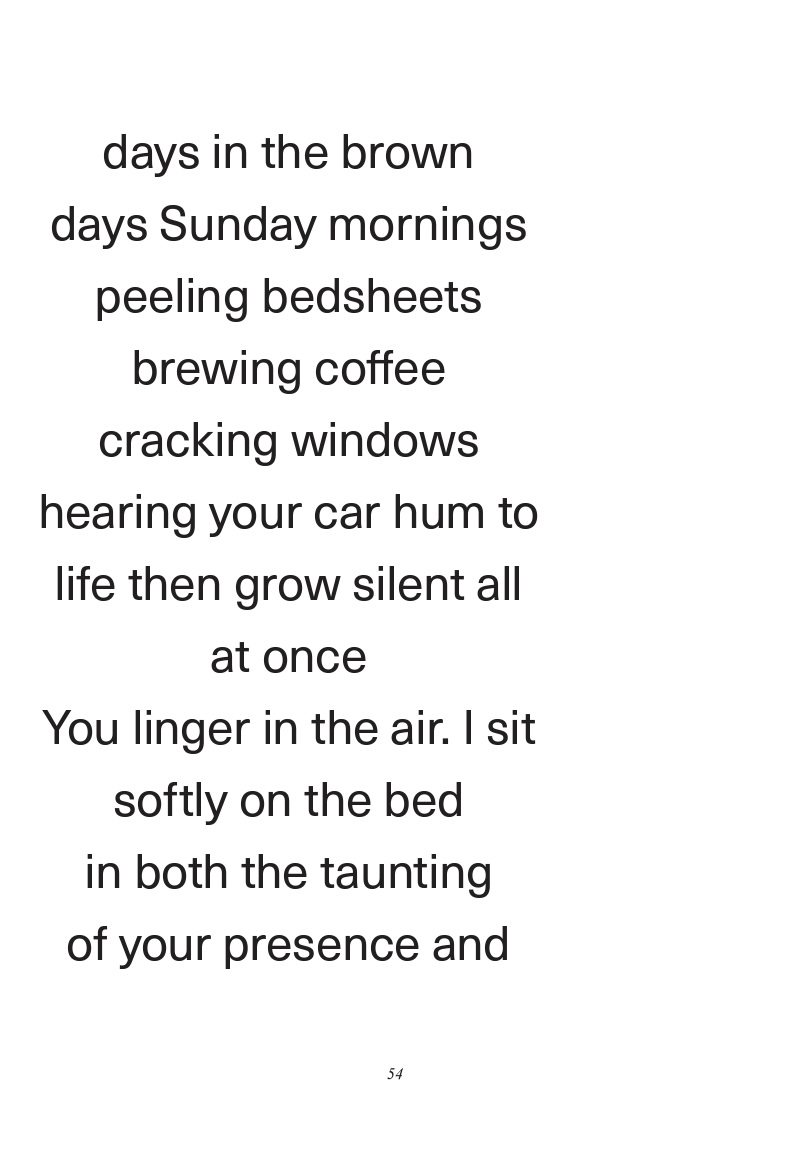 days in the brown
days Sunday mornings
peeling bedsheets
brewing coffee
cracking windows
hearing your car hum to
life then grow silent all
at once
You linger in the air. I sit
softly on the bed
in both the taunting
of your presence and
54